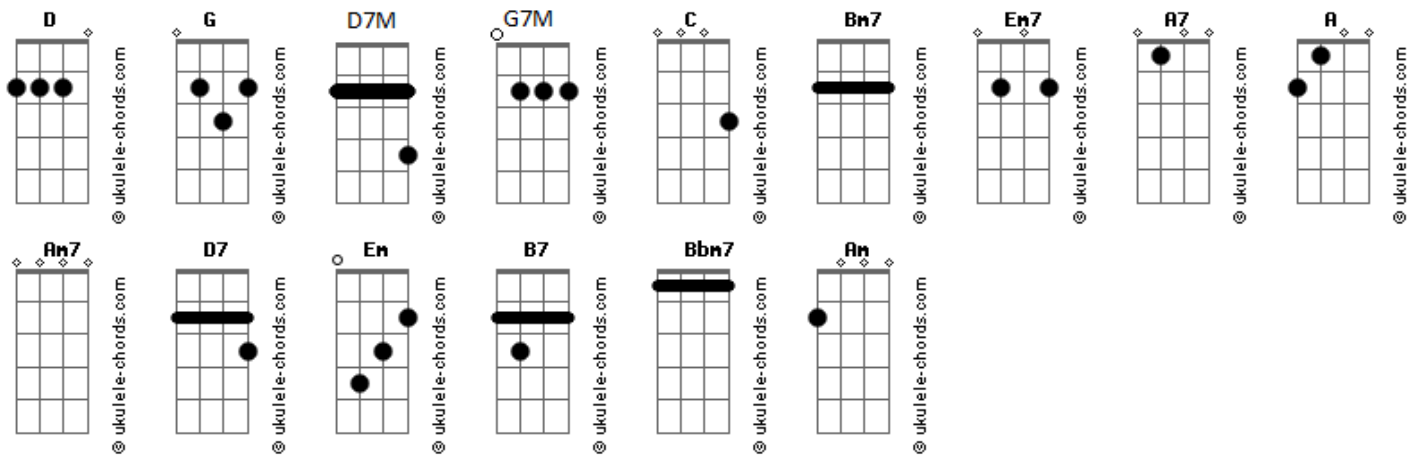 D G D7M G7M C Bm7 Em7 A7 A
© ukulele-chords.com © ukulele-chords.com © ukulele-chords.com © ukulele-chords.com © ukulele-chords.com © ukulele-chords.com © ukulele-chords.com © ukulele-chords.com © ukulele-chords.com
Am7 D7 Em B7 Bbm7 Am
© ukulele-chords.com © ukulele-chords.com © ukulele-chords.com © ukulele-chords.com © ukulele-chords.com © ukulele-chords.com